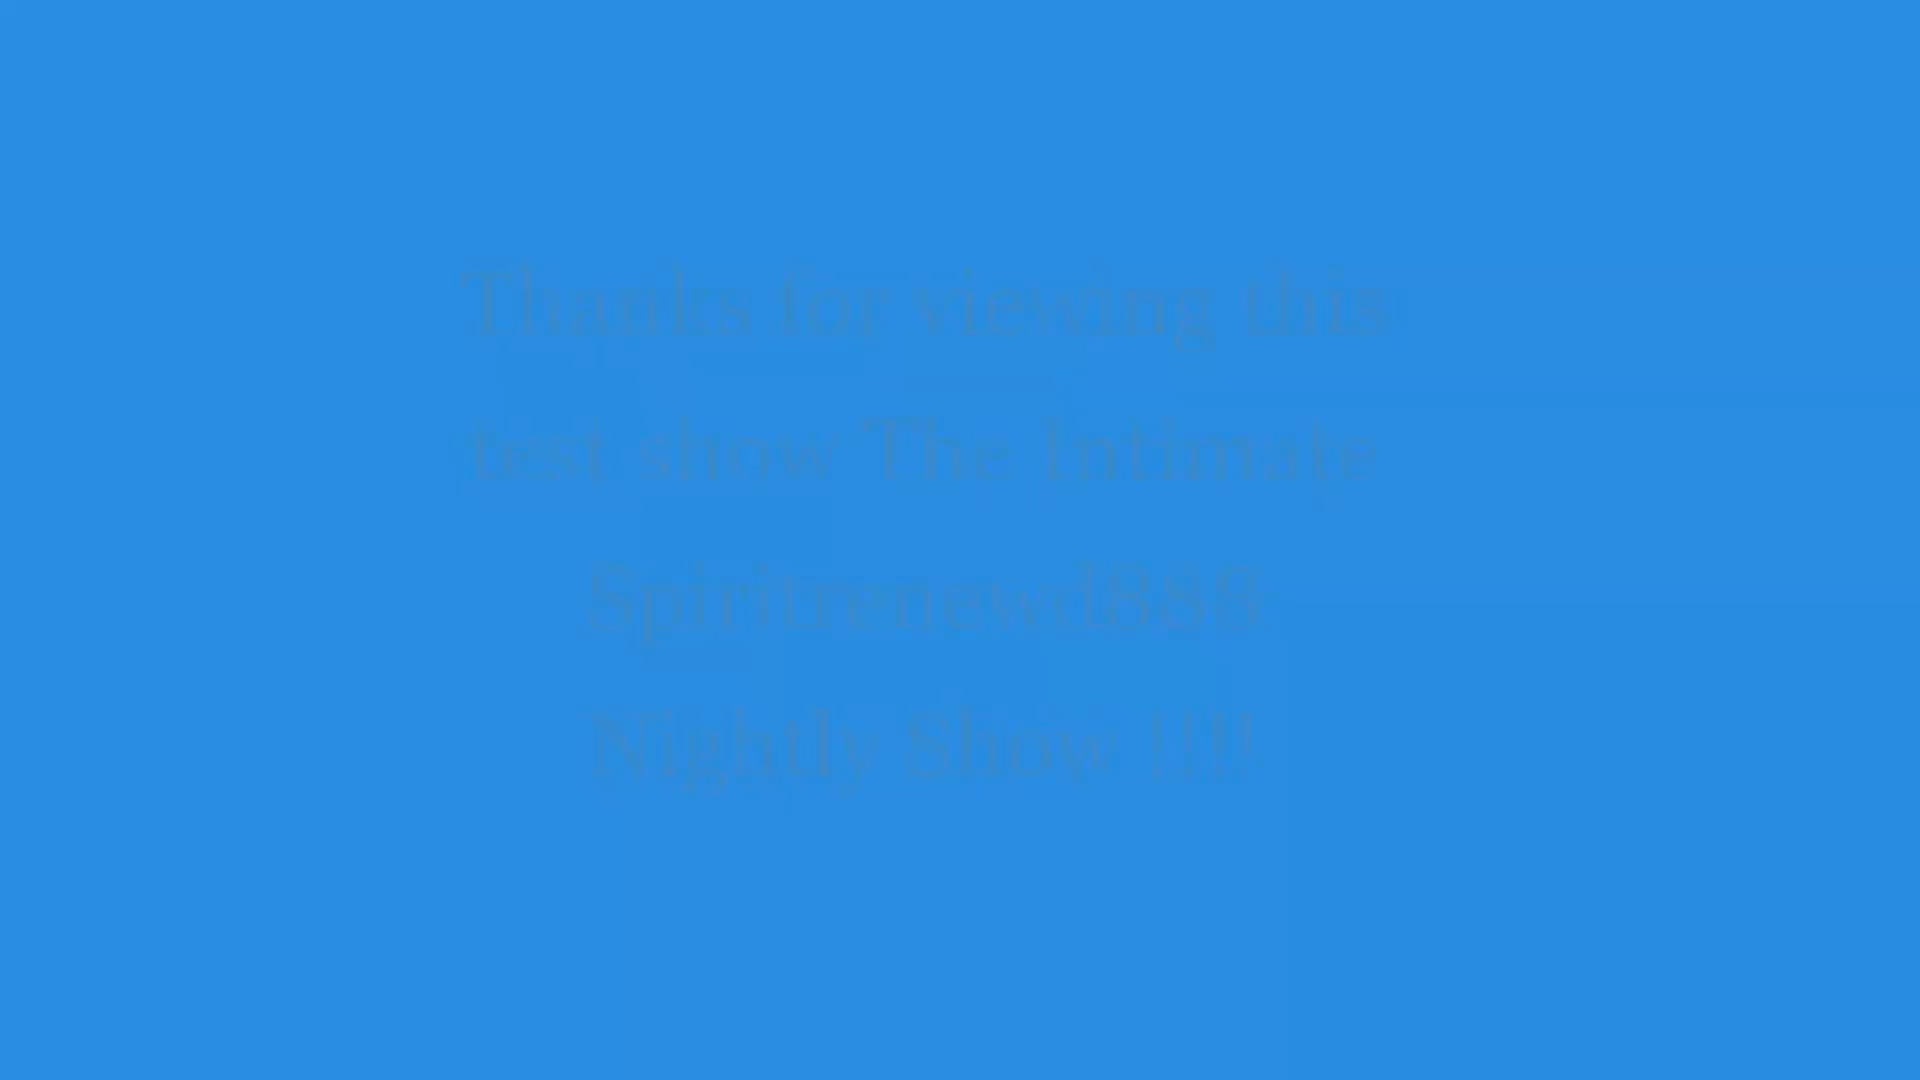 Thanks for viewing this
test show The Intimate
Spiritrenewd888
Nightly Show !!!!